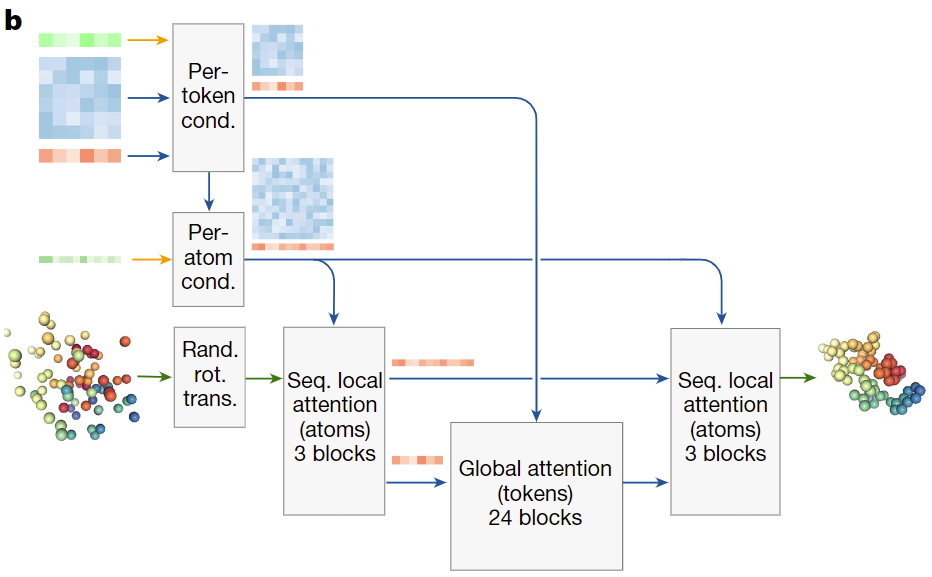 b
Per-
token
cond.
Per-
atom
cond.
Rand.
rot.
trans.
Seq. local
attention
(atoms)
3 blocks
Global attention
(tokens)
24 blocks
Seq. local
attention
(atoms)
3 blocks